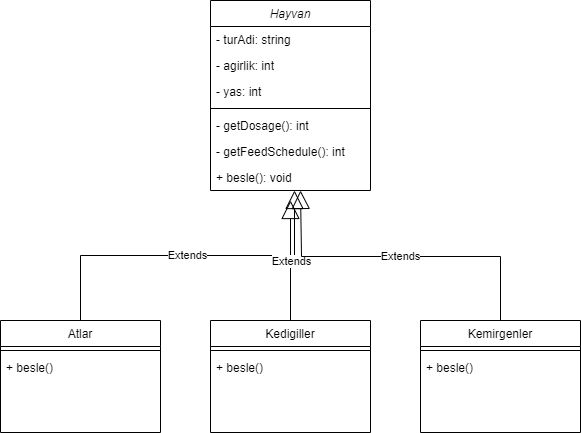 Hayvan
- turAdi: string
- agirlik: int
- yas: int
- getDosage(): int
- getFeedSchedule(): int
+ besle(): void
Extends
Extends
Extends
Atlar
+ besle()
Kedigiller
+ besle()
Kemirgenler
+ besle()